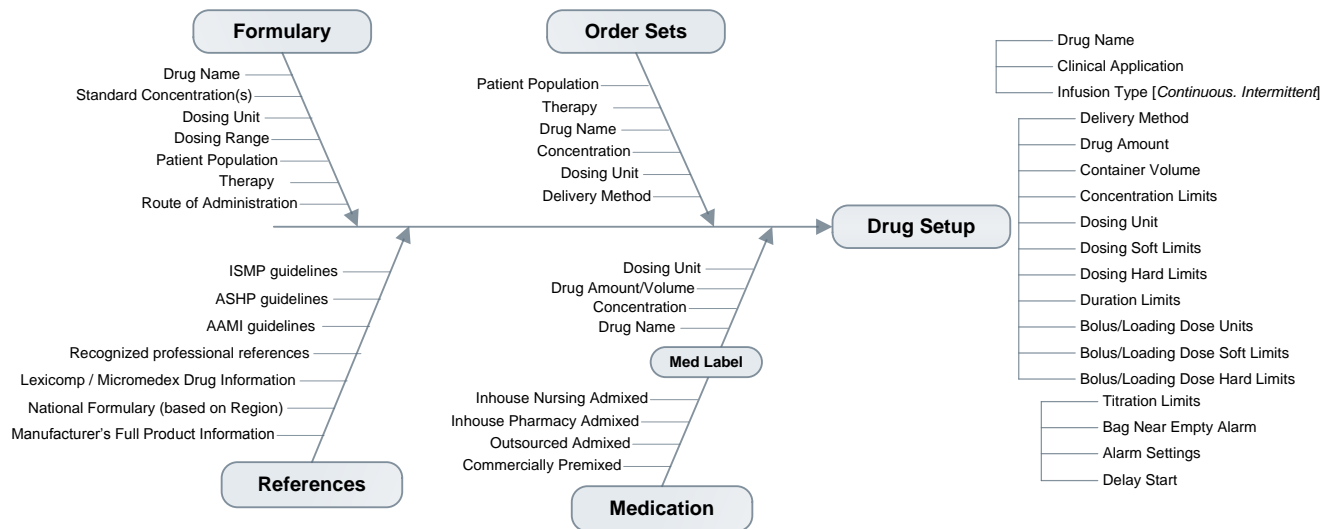 Formulary
Drug Name
Standard Concentration(s)
Dosing Unit
Dosing Range
Patient Population
Therapy
Route of Administration
Order Sets
Patient Population
Therapy
Drug Name
Concentration
Dosing Unit
Delivery Method
ISMP guidelines
ASHP guidelines
AAMI guidelines
Recognized professional references
Lexicomp / Micromedex Drug Information
National Formulary (based on Region)
Manufacturer's Full Product Information
References
Dosing Unit
Drug Amount/Volume
Concentration
Drug Name
Med Label
Inhouse Nursing Admixed
Inhouse Pharmacy Admixed
Outsourced Admixed
Commercially Premixed
Medication
Drug Setup
Drug Name
Clinical Application
Infusion Type [Continuous. Intermittent]
Delivery Method
Drug Amount
Container Volume
Concentration Limits
Dosing Unit
Dosing Soft Limits
Dosing Hard Limits
Duration Limits
Bolus/Loading Dose Units
Bolus/Loading Dose Soft Limits
Bolus/Loading Dose Hard Limits
Titration Limits
Bag Near Empty Alarm
Alarm Settings
Delay Start